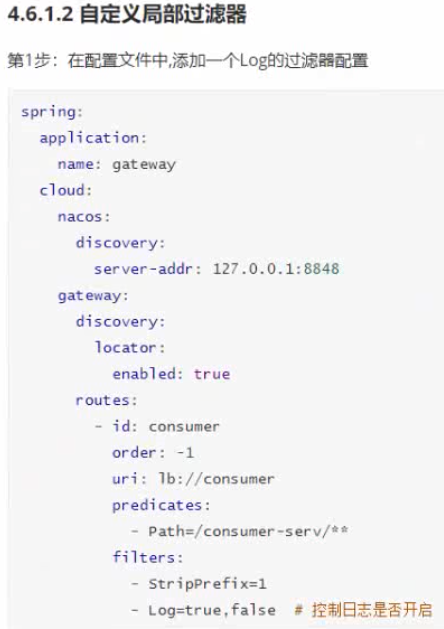 4.6.1.2 自定义局部过滤器
第1步：在配置文件中,添加一个Log的过滤器配置
spring:
  application:
    name: gateway
  cloud:
    nacos:
      discovery:
        server-addr: 127.0.0.1:8848
    gateway:
      discovery:
        locator:
          enabled: true
      routes:
        - id: consumer
          order: -1
          uri: lb://consumer
          predicates:
            - Path=/consumer-serv/**
          filters:
            - StripPrefix=1
            - Log=true,false  # 控制日志是否开启